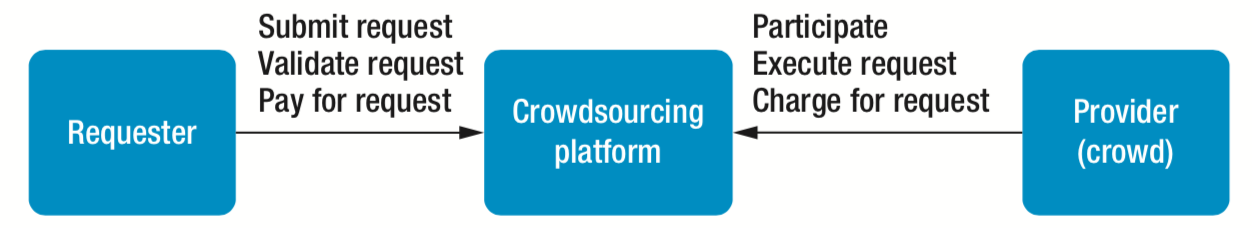 Requester
Submit request
Validate request
Pay for request
Crowdsourcing
platform
Participate
Execute request
Charge for request
Provider
(crowd)